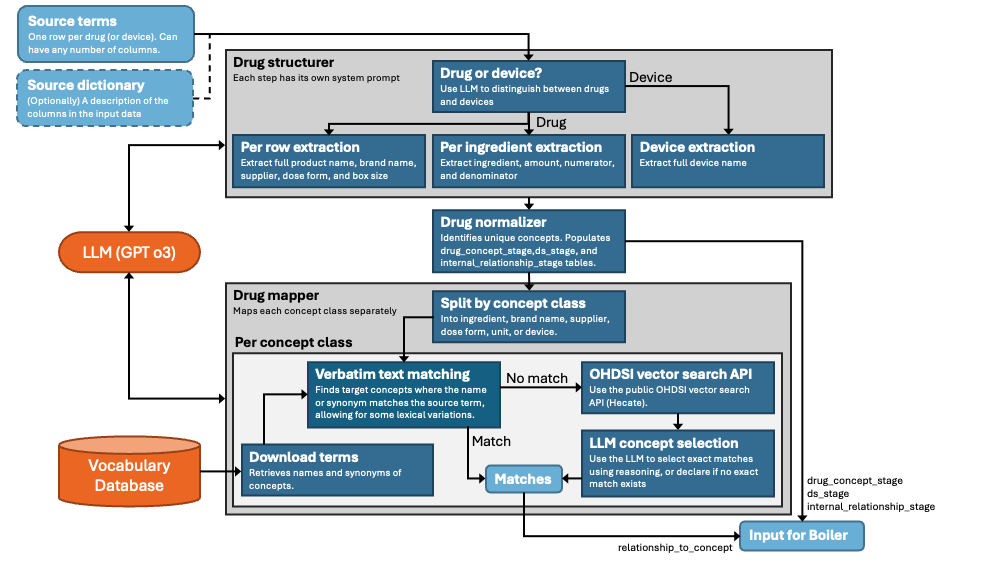 Source terms
One row per drug (or device). Can
have any number of columns.
Source dictionary
(Optionally) A description of the
columns in the input data
Drug structurer
Each step has its own system prompt
Drug or device?
Use LLM to distinguish between drugs
and devices
Device
Drug
Per row extraction
Extract full product name, brand name,
supplier, dose form, and box size
Per ingredient extraction
Extract ingredient, amount, numerator,
and denominator
Device extraction
Extract full device name
LLM (GPT o3)
Drug normalizer
Identifies unique concepts. Populates
drug_concept_stage,ds_stage, and
internal_relationship_stage tables.
Drug mapper
Maps each concept class separately
Split by concept class
Into ingredient, brand name, supplier,
dose form, unit, or device.
Per concept class
Verbatim text matching
Finds target concepts where the name
or synonym matches the source term,
allowing for some lexical variations.
No match
OHDSI vector search API
Use the public OHDSI vector search
API (Hecate).
Match
LLM concept selection
Use the LLM to select exact matches
using reasoning, or declare if no exact
match exists
Vocabulary
Database
Download terms
Retrieves names and synonyms of
concepts.
Matches
drug_concept_stage
ds_stage
internal_relationship_stage
Input for Boiler
relationship_to_concept